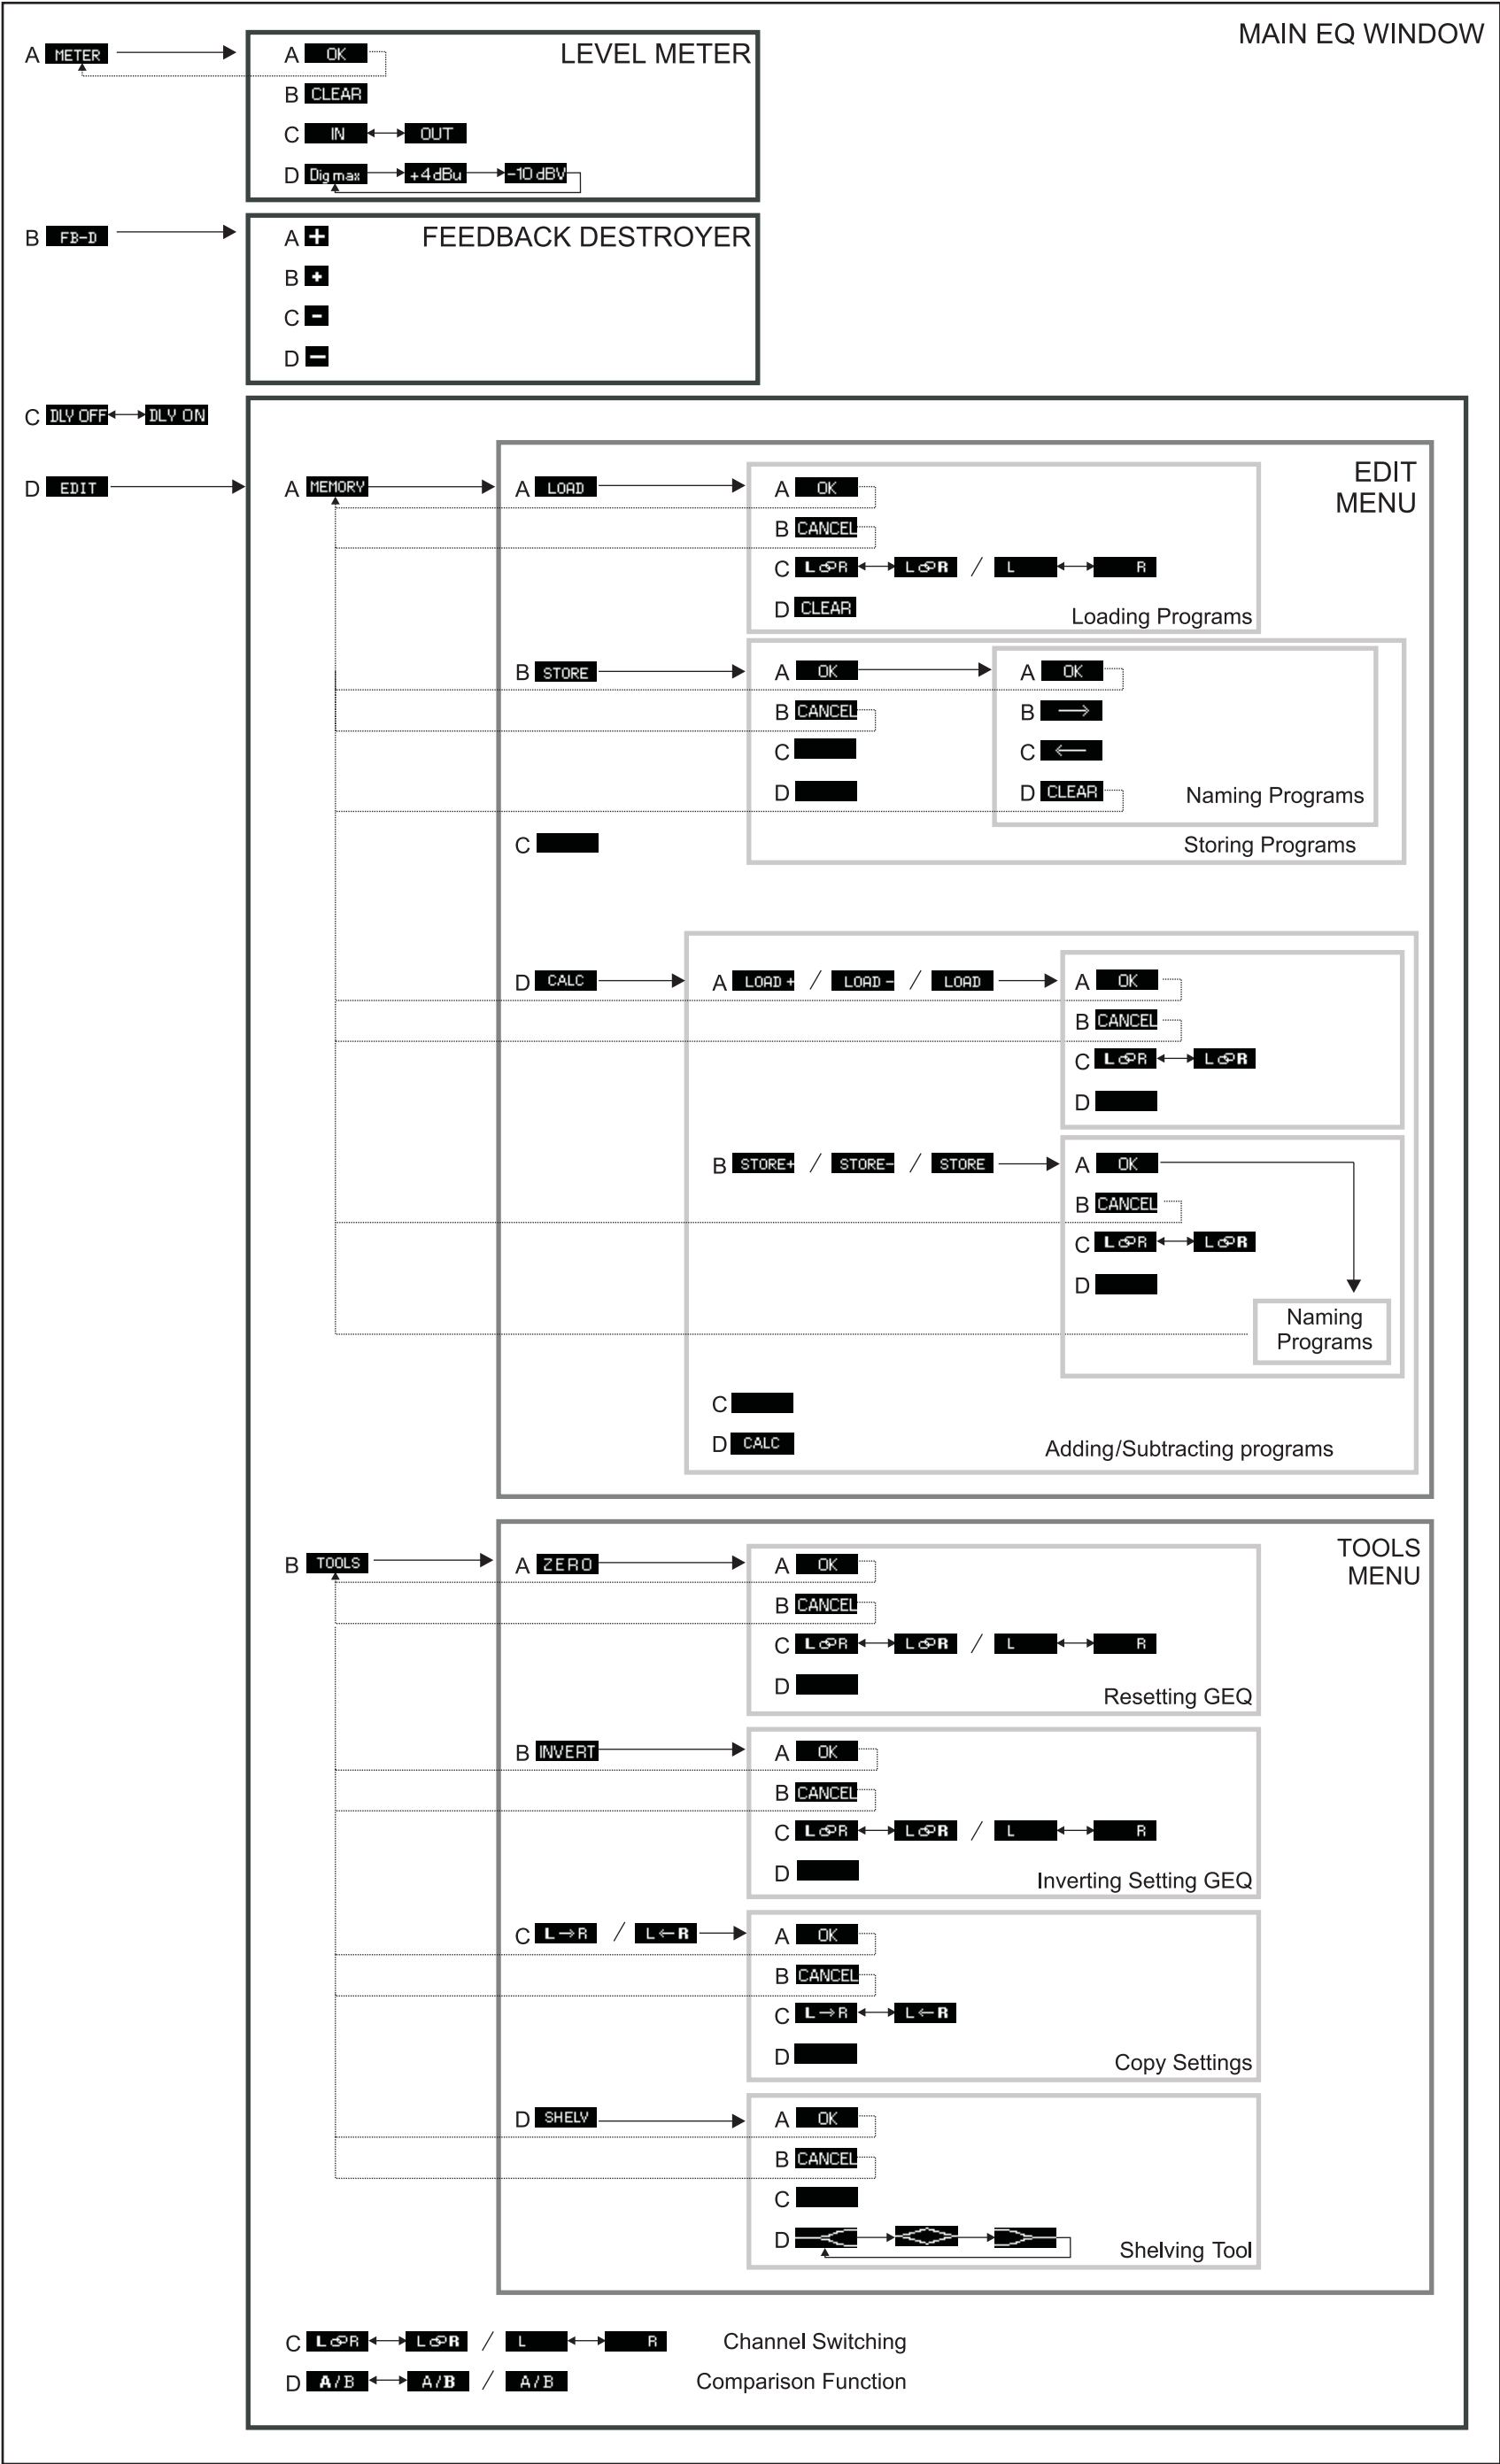 MAIN EQ WINDOW
A METER
A OK
LEVEL METER
B CLEAR
C IN OUT
D Dig max +4dBu -10 dBV
B FB-D
A +
FEEDBACK DESTROYER
B +
C -
D -
C DLY OFF DLY ON
D EDIT
A MEMORY
A LOAD
A OK
EDIT
MENU
B CANCEL
C L R L R / L R
D CLEAR
Loading Programs
B STORE
A OK
A OK
B CANCEL
B →
C
C ←
D
D CLEAR
Naming Programs
C
Storing Programs
D CALC
A LOAD + / LOAD - / LOAD
A OK
B CANCEL
C L R L R
D
B STORE+ / STORE- / STORE
A OK
B CANCEL
C L R L R
D
Naming
Programs
C
D CALC
Adding/Subtracting programs
B TOOLS
A ZERO
A OK
TOOLS
MENU
B CANCEL
C L R L R / L R
D
Resetting GEQ
B INVERT
A OK
B CANCEL
C L R L R / L R
D
Inverting Setting GEQ
C L→R / L←R
A OK
B CANCEL
C L→R L←R
D
Copy Settings
D SHELV
A OK
B CANCEL
C
D
Shelving Tool
C L R L R / L R Channel Switching
D A/B A/B / A/B Comparison Function